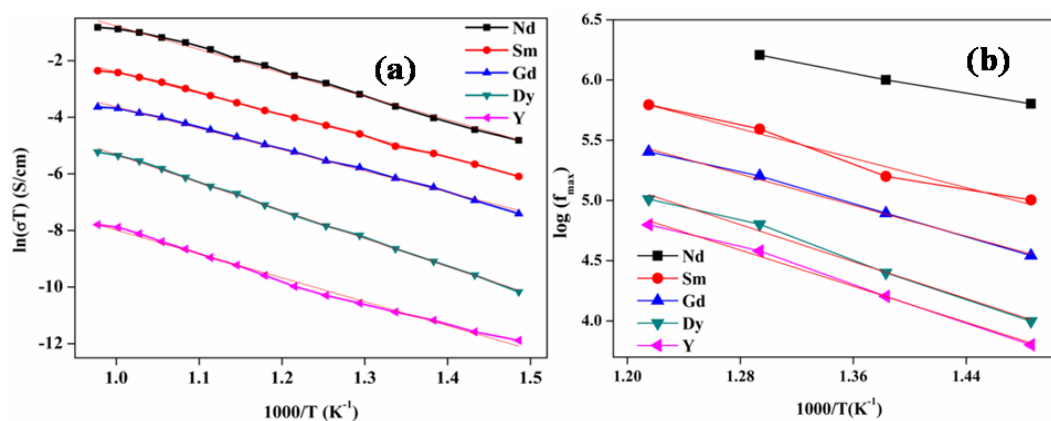 (a)
Nd
Sm
Gd
Dy
Y
ln(σT) (S/cm)
-2
-4
-6
-8
-10
-12
1.0 1.1 1.2 1.3 1.4 1.5
1000/T (K⁻¹)
(b)
log (f_max)
6.5
6.0
5.5
5.0
4.5
4.0
Nd
Sm
Gd
Dy
Y
1.20 1.28 1.36 1.44
1000/T(K⁻¹)